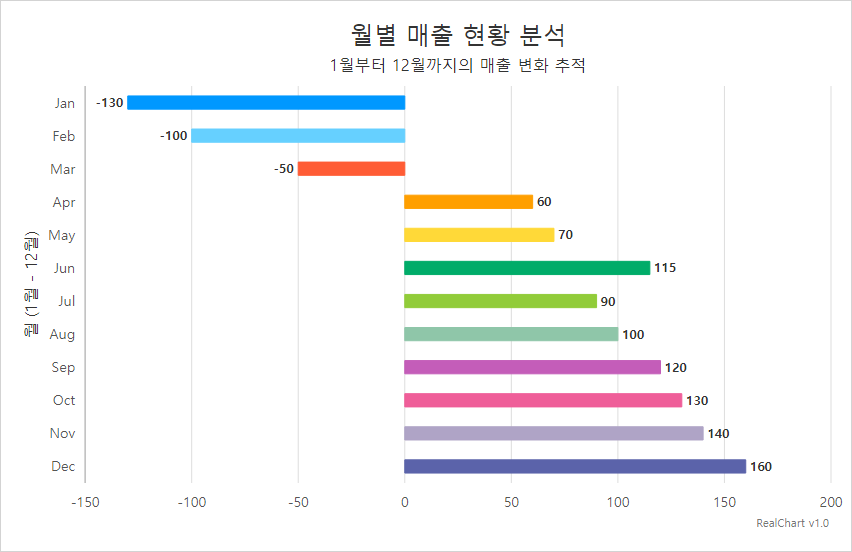 월별 매출 현황 분석
1월부터 12월까지의 매출 변화 추적
월 (1월 - 12월)
Jan -130
Feb -100
Mar -50
Apr 60
May 70
Jun 115
Jul 90
Aug 100
Sep 120
Oct 130
Nov 140
Dec 160
-150 -100 -50 0 50 100 150 200
RealChart v1.0